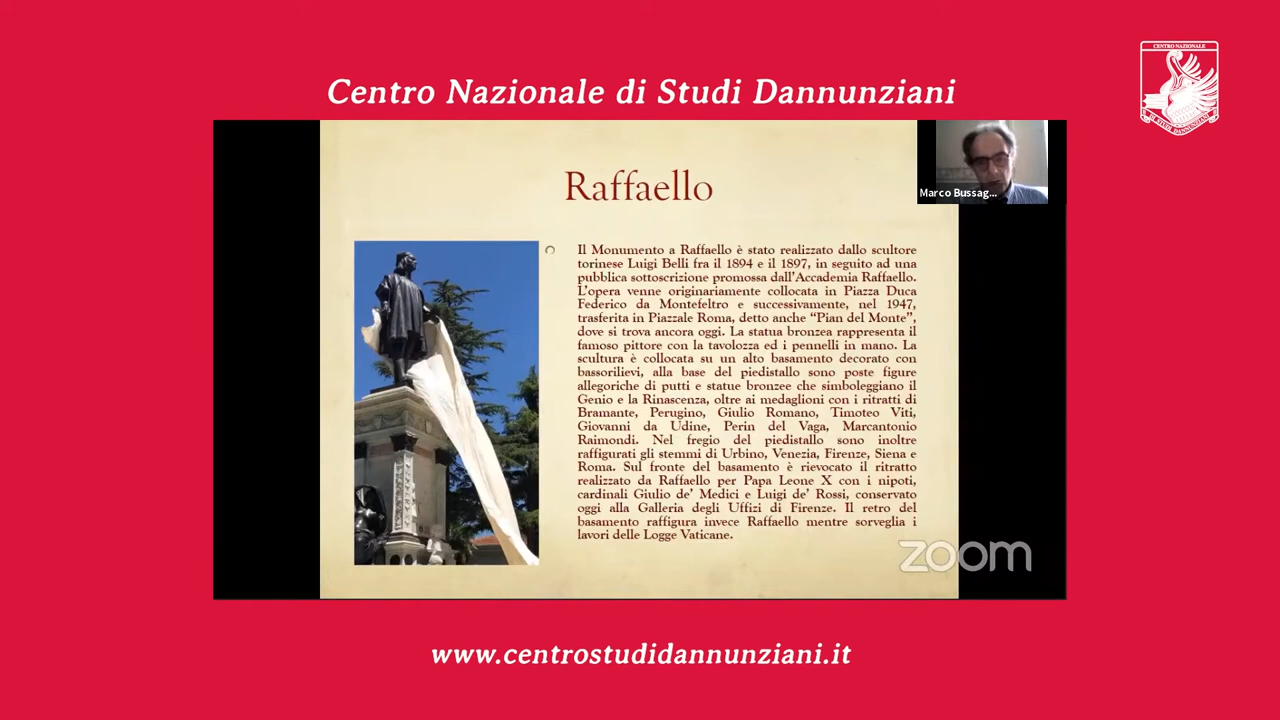 CENTRO NAZIONALE
DI STUDI DANNUNZIANI
Centro Nazionale di Studi Dannunziani
Marco Bussag...
Raffaello
Il Monumento a Raffaello è stato realizzato dallo scultore
torinese Luigi Belli fra il 1894 e il 1897, in seguito ad una
pubblica sottoscrizione promossa dall'Accademia Raffaello.
L'opera venne originariamente collocata in Piazza Duca
Federico da Montefeltro e successivamente, nel 1947,
trasferita in Piazzale Roma, detto anche "Pian del Monte",
dove si trova ancora oggi. La statua bronzea rappresenta il
famoso pittore con la tavolozza ed i pennelli in mano. La
scultura è collocata su un alto basamento decorato con
bassorilievi, alla base del piedistallo sono poste figure
allegoriche di putti e statue bronzee che simboleggiano il
Genio e la Rinascenza, oltre ai medaglioni con i ritratti di
Bramante, Perugino, Giulio Romano, Timoteo Viti,
Giovanni da Udine, Perin del Vaga, Marcantonio
Raimondi. Nel fregio del piedistallo sono inoltre
raffigurati gli stemmi di Urbino, Venezia, Firenze, Siena e
Roma. Sul fronte del basamento è rievocato il ritratto
realizzato da Raffaello per Papa Leone X con i nipoti,
cardinali Giulio de' Medici e Luigi de' Rossi, conservato
oggi alla Galleria degli Uffizi di Firenze. Il retro del
basamento raffigura invece Raffaello mentre sorveglia i
lavori delle Logge Vaticane.
zoom
www.centrostudidannunziani.it